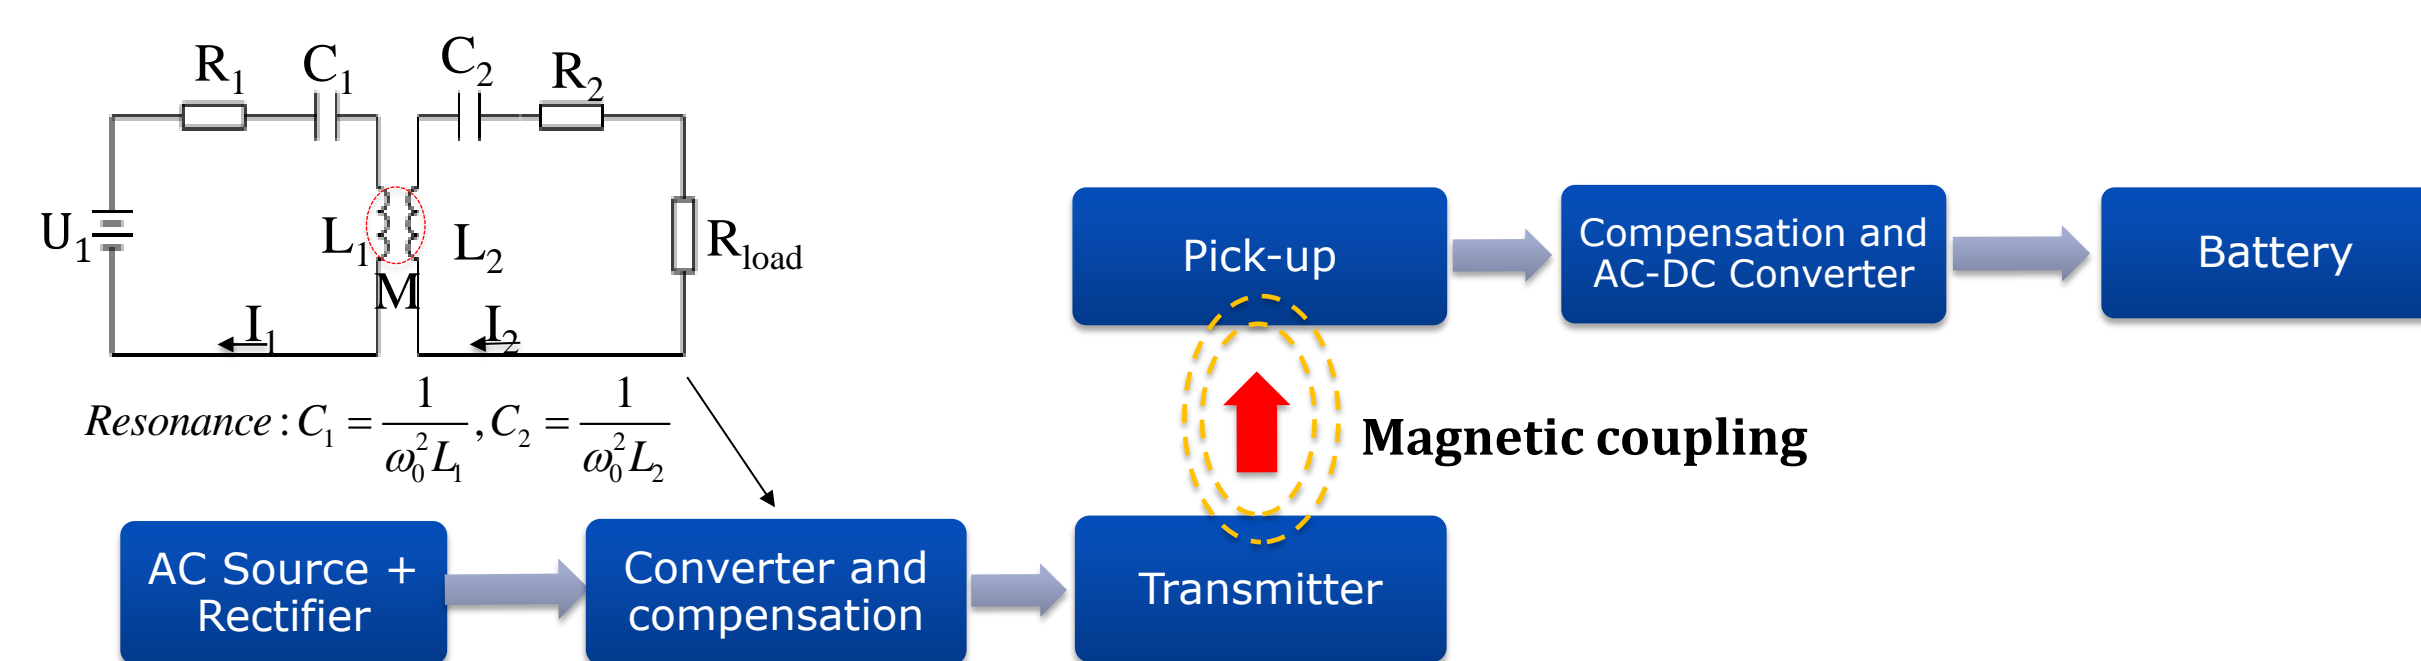 R₁ C₁ C₂ R₂
U₁ L₁ L₂ R_load
M
I₁ I₂
Resonance: C₁ = 1/(ω₀²L₁), C₂ = 1/(ω₀²L₂)
Pick-up
Compensation and
AC-DC Converter
Battery
Magnetic coupling
AC Source +
Rectifier
Converter and
compensation
Transmitter